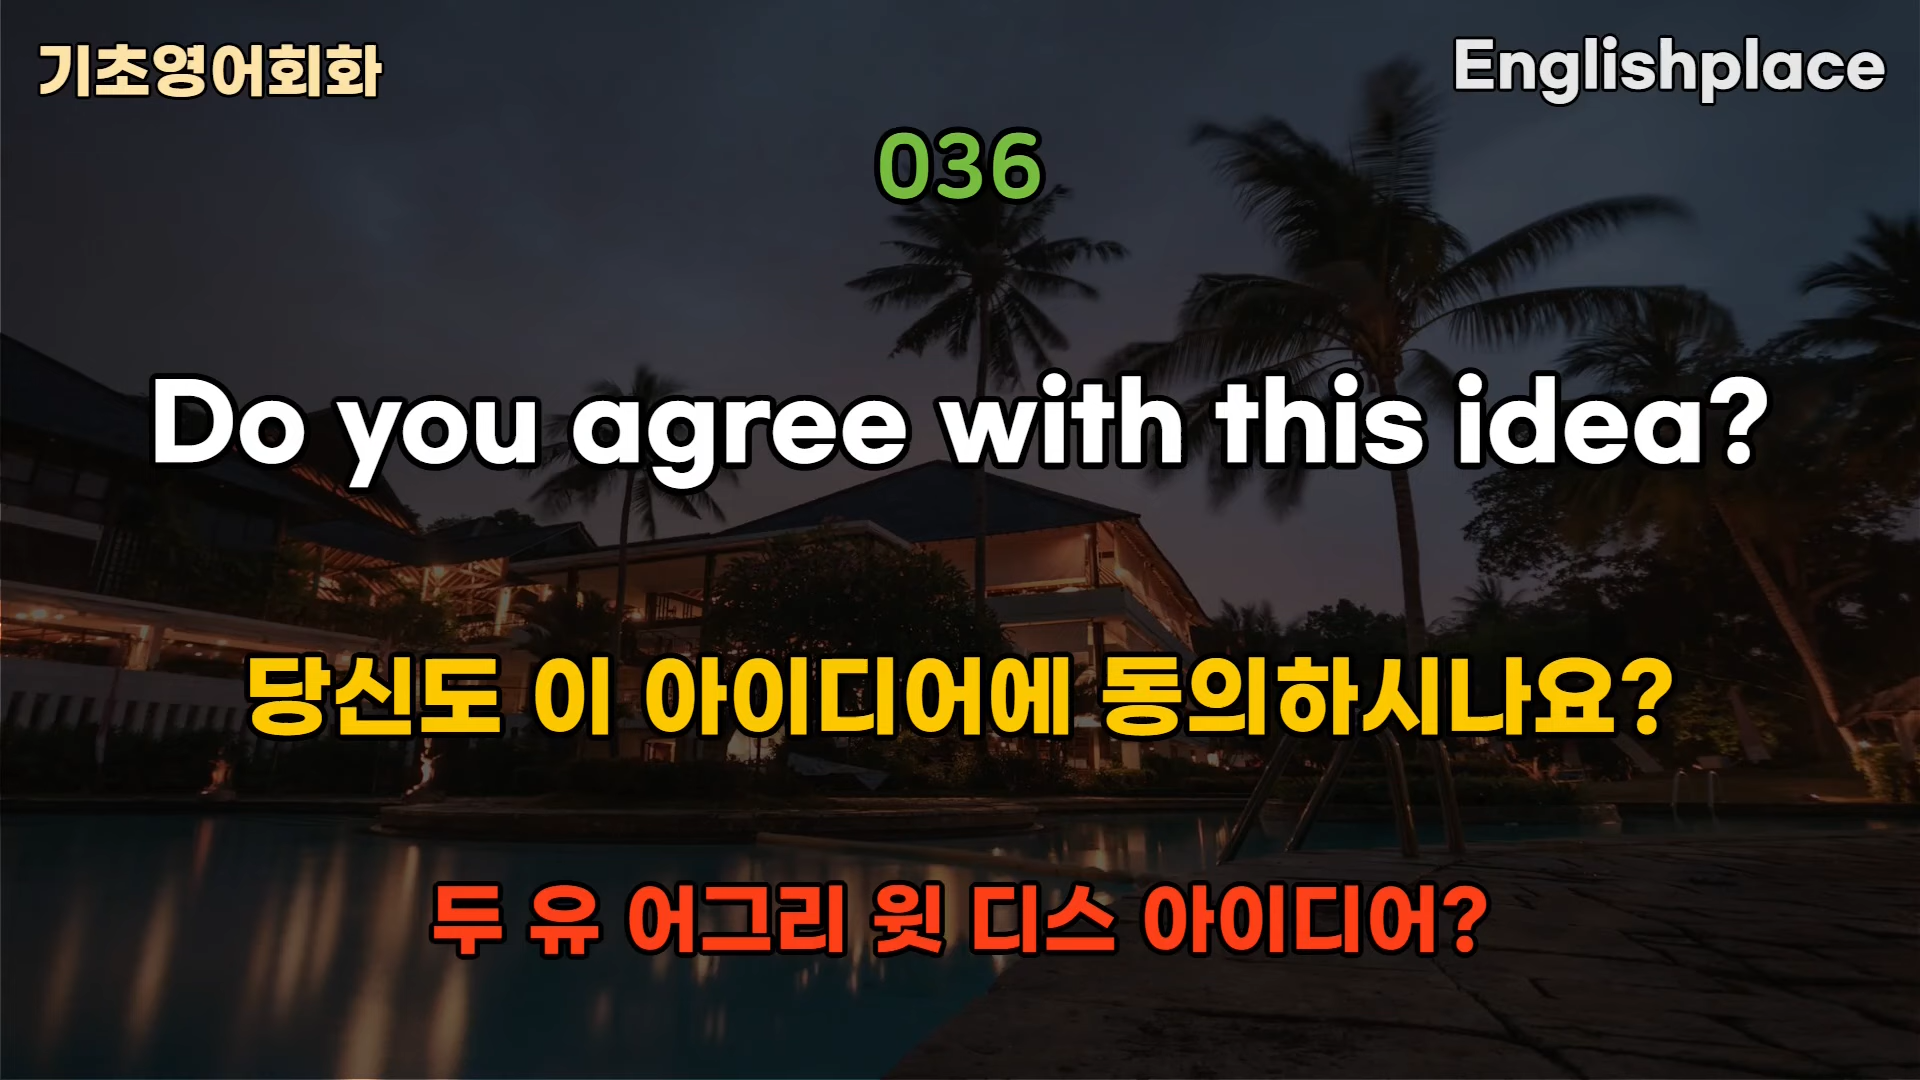 기초영어회화
Englishplace
036
Do you agree with this idea?
당신도 이 아이디어에 동의하시나요?
두 유 어그리 윗 디스 아이디어?